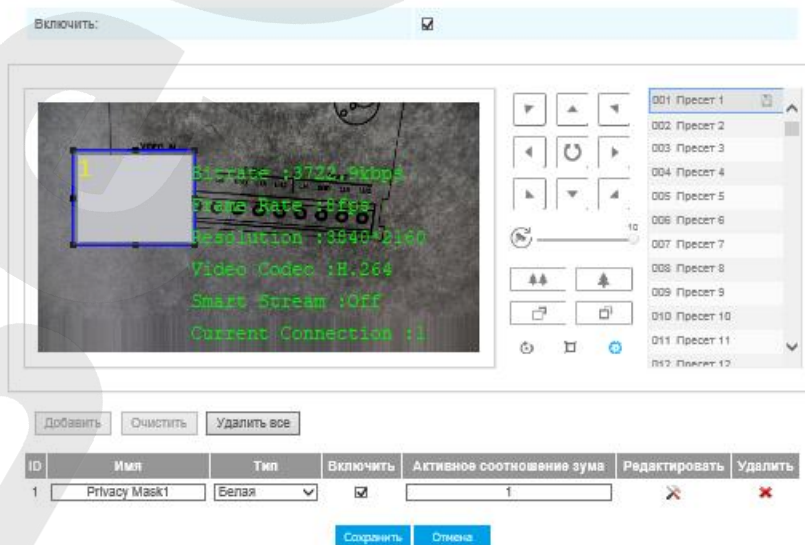 Включить:
001 Пресет 1
002 Пресет 2
003 Пресет 3
004 Пресет 4
005 Пресет 5
006 Пресет 6
007 Пресет 7
008 Пресет 8
009 Пресет 9
010 Пресет 10
011 Пресет 11
012 Пресет 12
10
1
Bitrate :3722.9kbps
Frame Rate :8fps
Resolution :3840*2160
Video Codec :H.264
Smart Stream :Off
Current Connection :1
Добавить Очистить Удалить все
ID Имя Тип Включить Активное соотношение зума Редактировать Удалить
1 Privacy Mask1 Белая 1
Сохранить Отмена